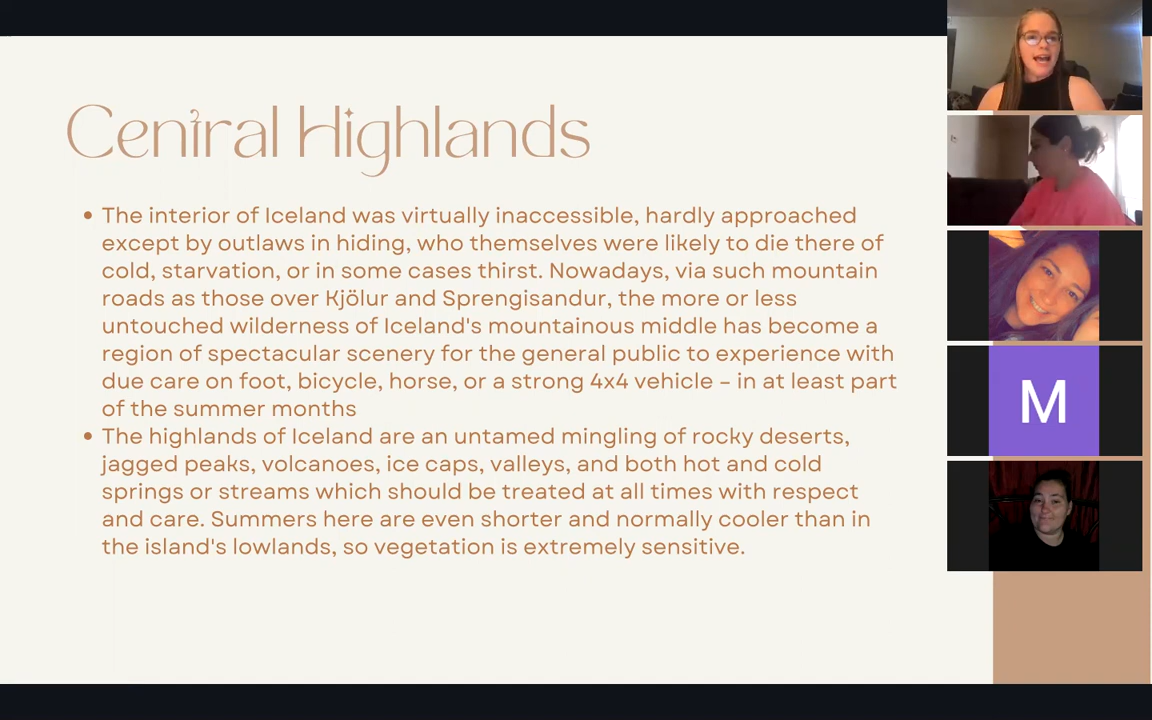 Central Highlands
The interior of Iceland was virtually inaccessible, hardly approached
except by outlaws in hiding, who themselves were likely to die there of
cold, starvation, or in some cases thirst. Nowadays, via such mountain
roads as those over Kjölur and Sprengisandur, the more or less
untouched wilderness of Iceland's mountainous middle has become a
region of spectacular scenery for the general public to experience with
due care on foot, bicycle, horse, or a strong 4x4 vehicle – in at least part
of the summer months
The highlands of Iceland are an untamed mingling of rocky deserts,
jagged peaks, volcanoes, ice caps, valleys, and both hot and cold
springs or streams which should be treated at all times with respect
and care. Summers here are even shorter and normally cooler than in
the island's lowlands, so vegetation is extremely sensitive.
M